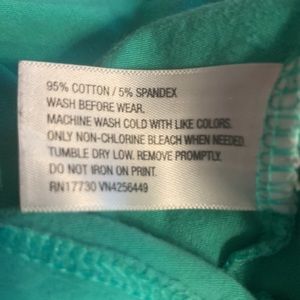 95% COTTON / 5% SPANDEX
WASH BEFORE WEAR.
MACHINE WASH COLD WITH LIKE COLORS.
ONLY NON-CHLORINE BLEACH WHEN NEEDED.
TUMBLE DRY LOW. REMOVE PROMPTLY.
DO NOT IRON ON PRINT.
RN17730 VN4256449